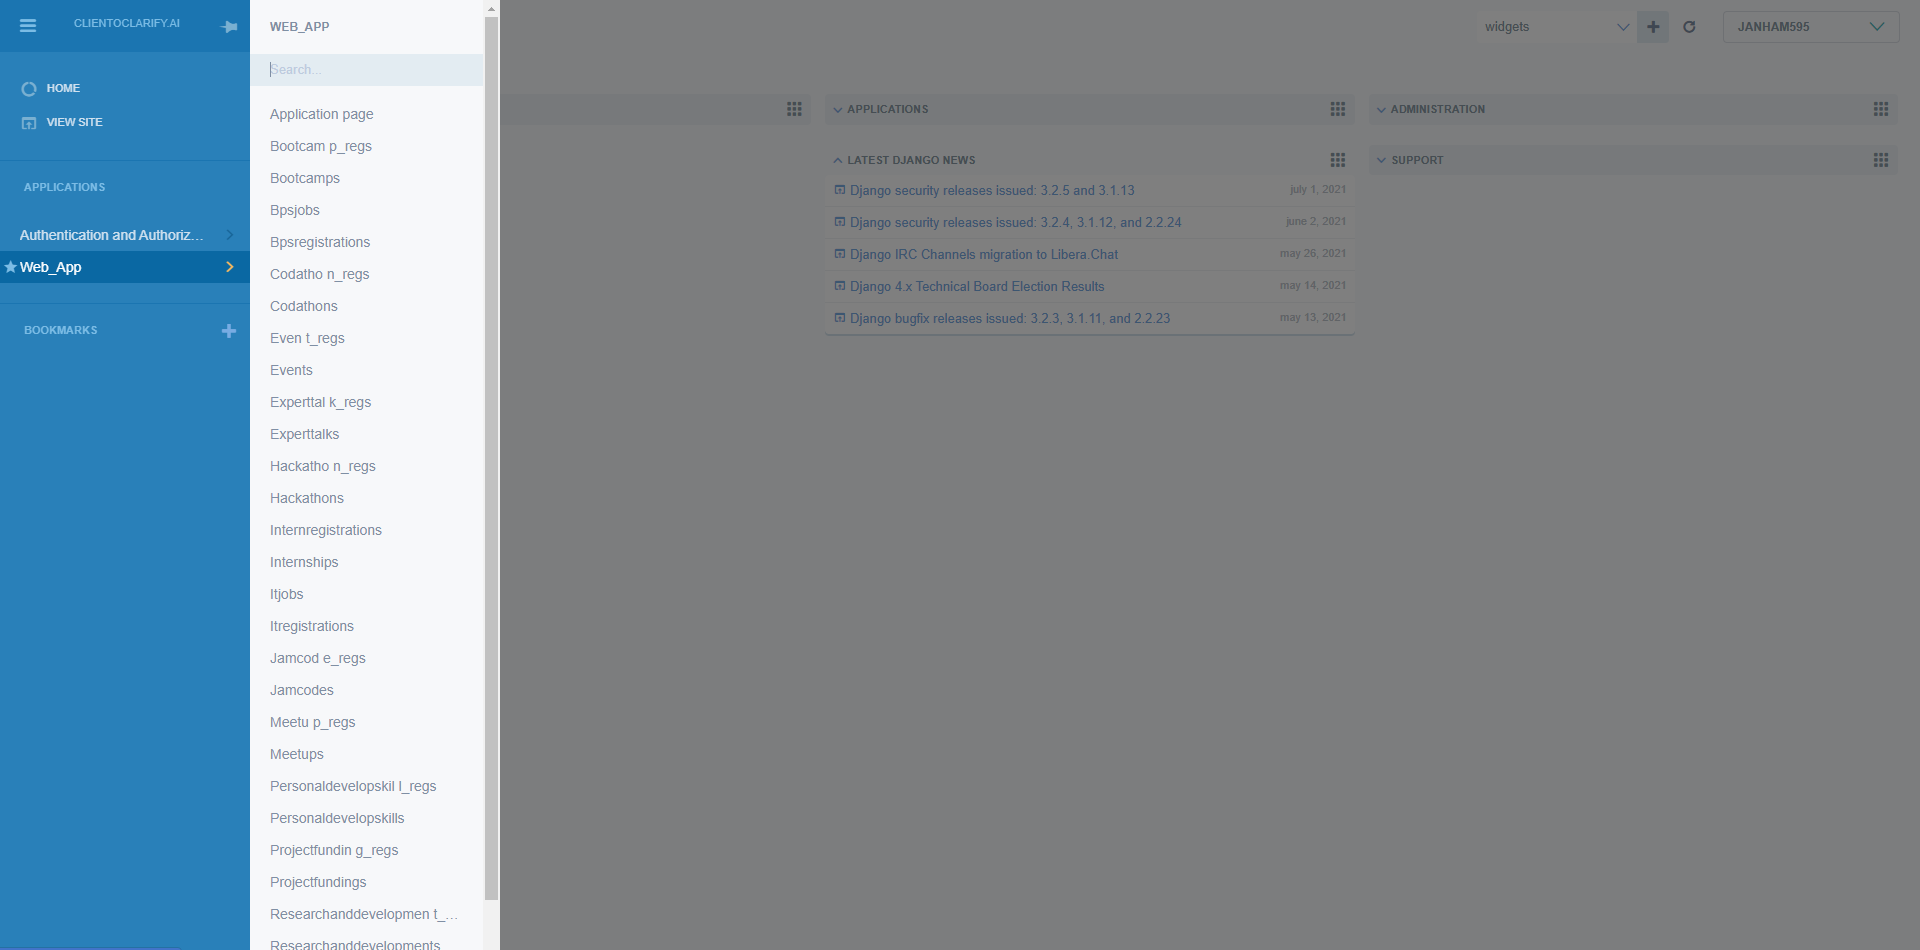 CLIENTOCLARIFY.AI
HOME
VIEW SITE
APPLICATIONS
Authentication and Authoriz...
Web_App
BOOKMARKS
WEB_APP
Search...
Application page
Bootcam p_regs
Bootcamps
Bpsjobs
Bpsregistrations
Codatho n_regs
Codathons
Even t_regs
Events
Experttal k_regs
Experttalks
Hackatho n_regs
Hackathons
Internregistrations
Internships
Itjobs
Itregistrations
Jamcod e_regs
Jamcodes
Meetu p_regs
Meetups
Personaldevelopskil l_regs
Personaldevelopskills
Projectfundin g_regs
Projectfundings
Researchanddevelopmen t_...
Researchanddevelopments
widgets
JANHAM595
APPLICATIONS
LATEST DJANGO NEWS
Django security releases issued: 3.2.5 and 3.1.13 july 1, 2021
Django security releases issued: 3.2.4, 3.1.12, and 2.2.24 june 2, 2021
Django IRC Channels migration to Libera.Chat may 26, 2021
Django 4.x Technical Board Election Results may 14, 2021
Django bugfix releases issued: 3.2.3, 3.1.11, and 2.2.23 may 13, 2021
ADMINISTRATION
SUPPORT